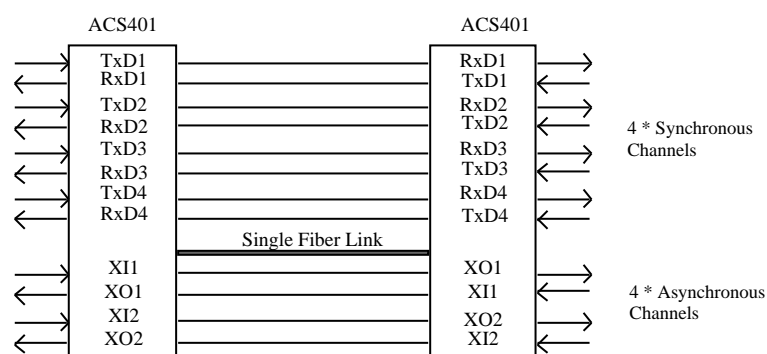 ACS401 ACS401
TxD1 RxD1
RxD1 TxD1
TxD2 RxD2
RxD2 TxD2
4 * Synchronous
Channels
TxD3 RxD3
RxD3 TxD3
TxD4 RxD4
RxD4 TxD4
Single Fiber Link
XI1 XO1
XO1 XI1
4 * Asynchronous
Channels
XI2 XO2
XO2 XI2